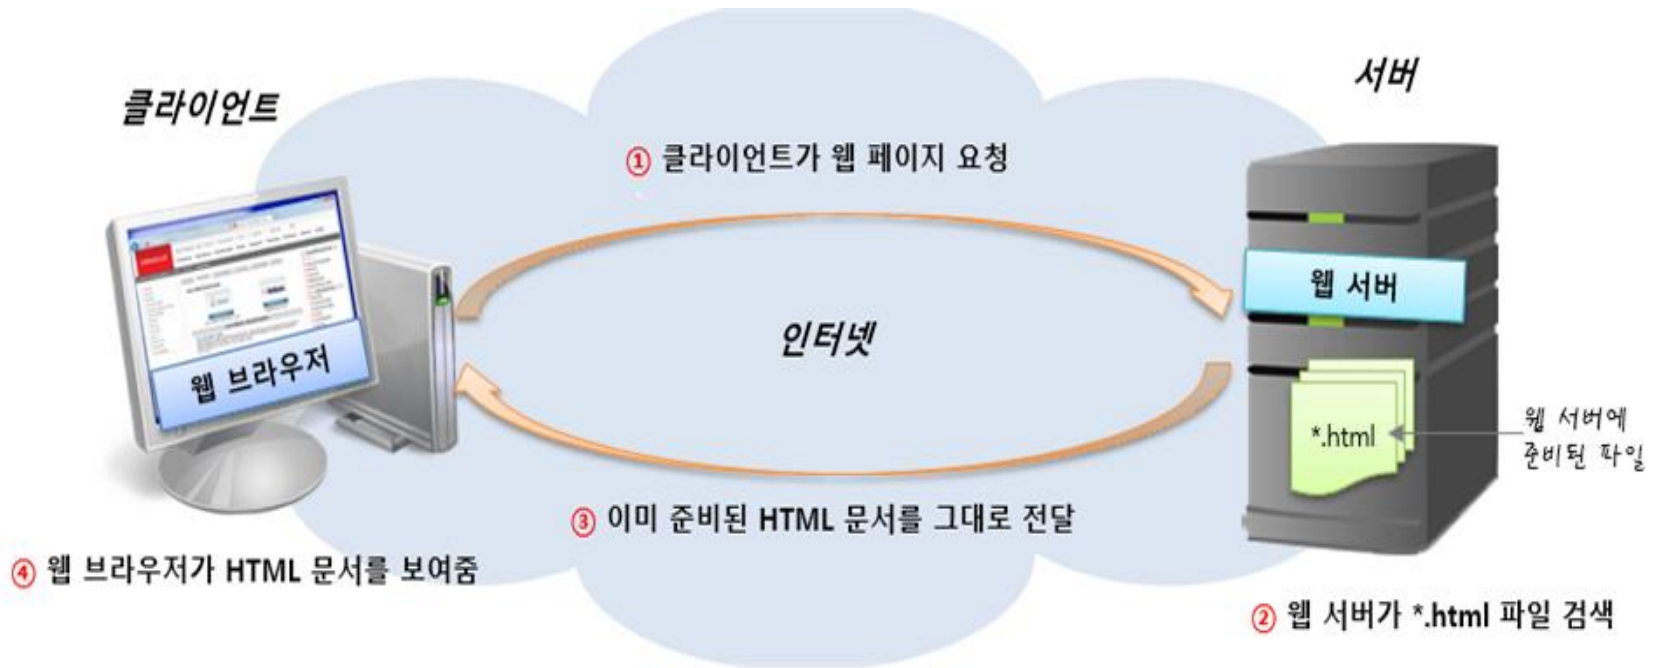 클라이언트
서버
① 클라이언트가 웹 페이지 요청
웹 서버
인터넷
웹 브라우저
*.html
웹 서버에
준비된 파일
③ 이미 준비된 HTML 문서를 그대로 전달
④ 웹 브라우저가 HTML 문서를 보여줌
② 웹 서버가 *.html 파일 검색